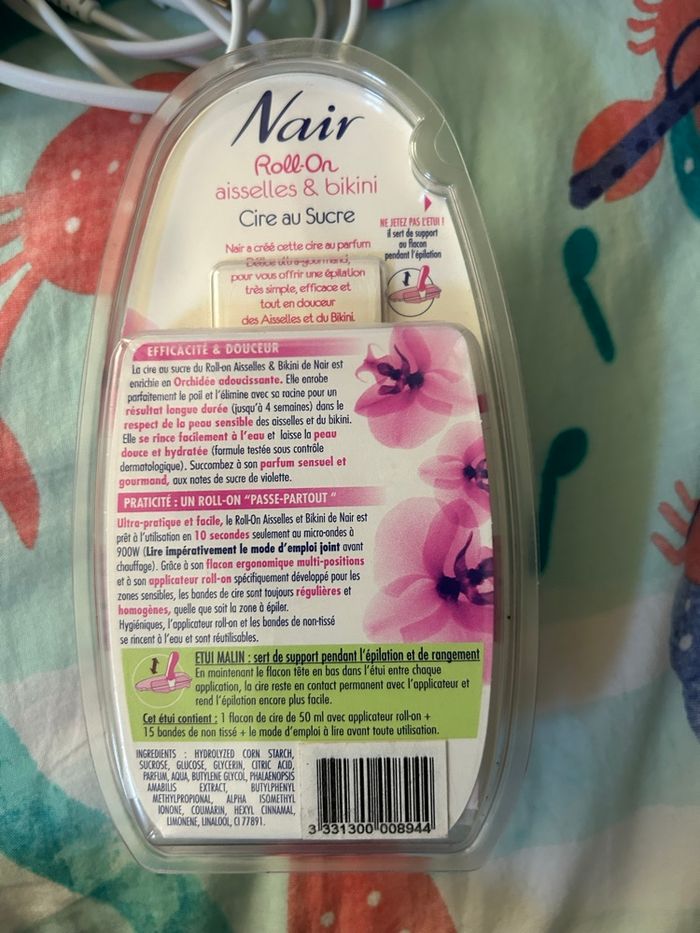 Nair
Roll-On
aisselles & bikini
Cire au Sucre
NE JETEZ PAS L'ETUI !
il sert de support
au flacon
pendant l'épilation
Nair a créé cette cire au parfum
Délice ultra-gourmand,
pour vous offrir une épilation
très simple, efficace et
tout en douceur
des Aisselles et du Bikini.
EFFICACITÉ & DOUCEUR
La cire au sucre du Roll-on Aisselles & Bikini de Nair est
enrichie en Orchidée adoucissante. Elle enrobe
parfaitement le poil et l'élimine avec sa racine pour un
résultat longue durée (jusqu'à 4 semaines) dans le
respect de la peau sensible des aisselles et du bikini.
Elle se rince facilement à l'eau et laisse la peau
douce et hydratée (formule testée sous contrôle
dermatologique). Succombez à son parfum sensuel et
gourmand, aux notes de sucre de violette.
PRATICITÉ : UN ROLL-ON "PASSE-PARTOUT "
Ultra-pratique et facile, le Roll-On Aisselles et Bikini de Nair est
prêt à l'utilisation en 10 secondes seulement au micro-ondes à
900W (Lire impérativement le mode d'emploi joint avant
chauffage). Grâce à son flacon ergonomique multi-positions
et à son applicateur roll-on spécifiquement développé pour les
zones sensibles, les bandes de cire sont toujours régulières et
homogènes, quelle que soit la zone à épiler.
Hygiéniques, l'applicateur roll-on et les bandes de non-tissé
se rincent à l'eau et sont réutilisables.
ETUI MALIN : sert de support pendant l'épilation et de rangement
En maintenant le flacon tête en bas dans l'étui entre chaque
application, la cire reste en contact permanent avec l'applicateur et
rend l'épilation encore plus facile.
Cet étui contient : 1 flacon de cire de 50 ml avec applicateur roll-on +
15 bandes de non tissé + le mode d'emploi à lire avant toute utilisation.
INGREDIENTS : HYDROLYZED CORN STARCH,
SUCROSE, GLUCOSE, GLYCERIN, CITRIC ACID,
PARFUM, AQUA, BUTYLENE GLYCOL, PHALAENOPSIS
AMABILIS EXTRACT, BUTYLPHENYL
METHYLPROPIONAL, ALPHA ISOMETHYL
IONONE, COUMARIN, HEXYL CINNAMAL,
LIMONENE, LINALOOL, CI 77891.
3 331300 008944